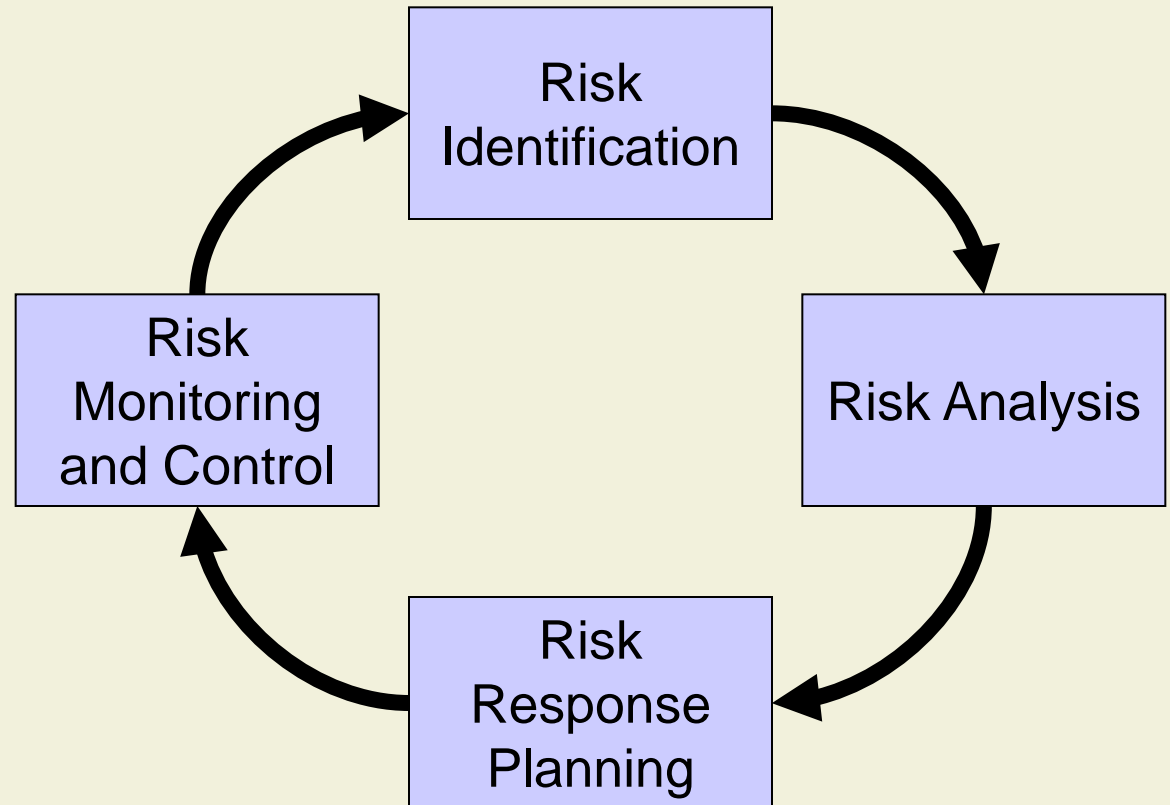 Risk
Identification
Risk Analysis
Risk
Response
Planning
Risk
Monitoring
and Control